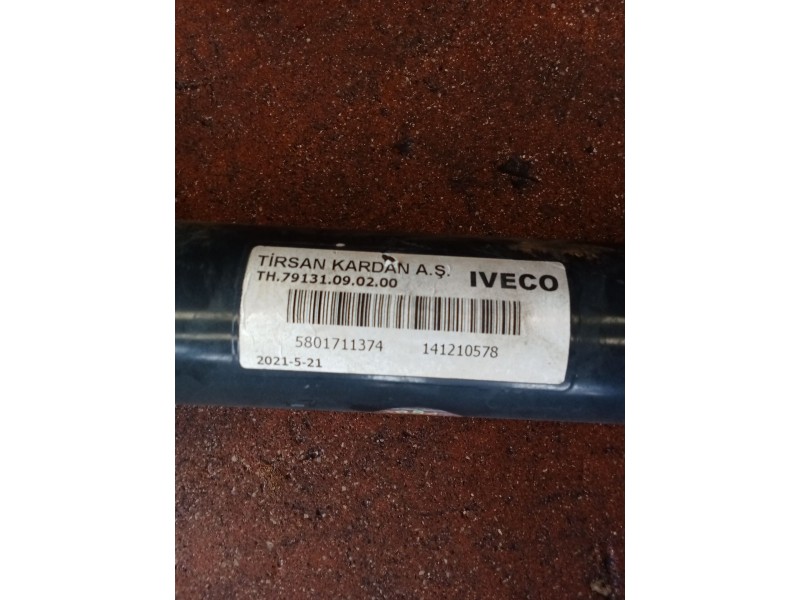 TİRSAN KARDAN A.Ş.
TH.79131.09.02.00
IVECO
5801711374 141210578
2021-5-21